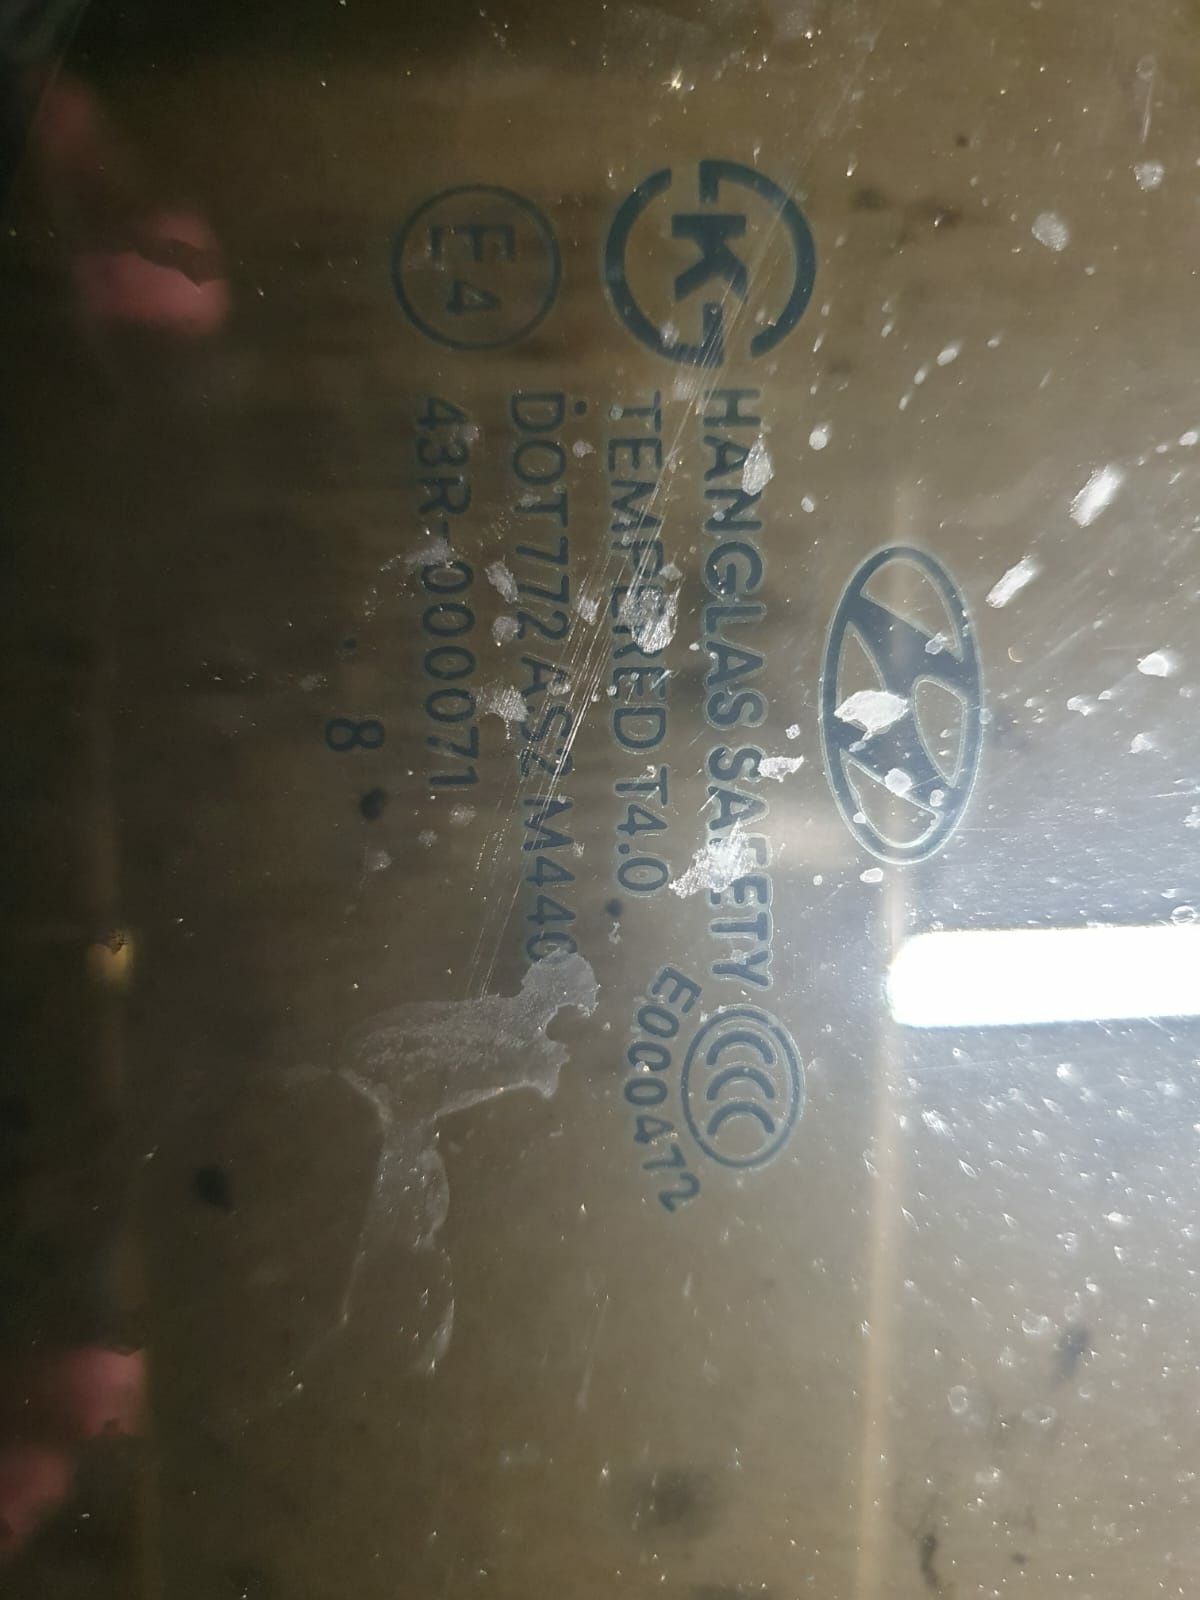 HANGLAS SAFETY
TEMPERED T4.0
E000472
DOT772 AS2 M440
E4 43R-000071
8